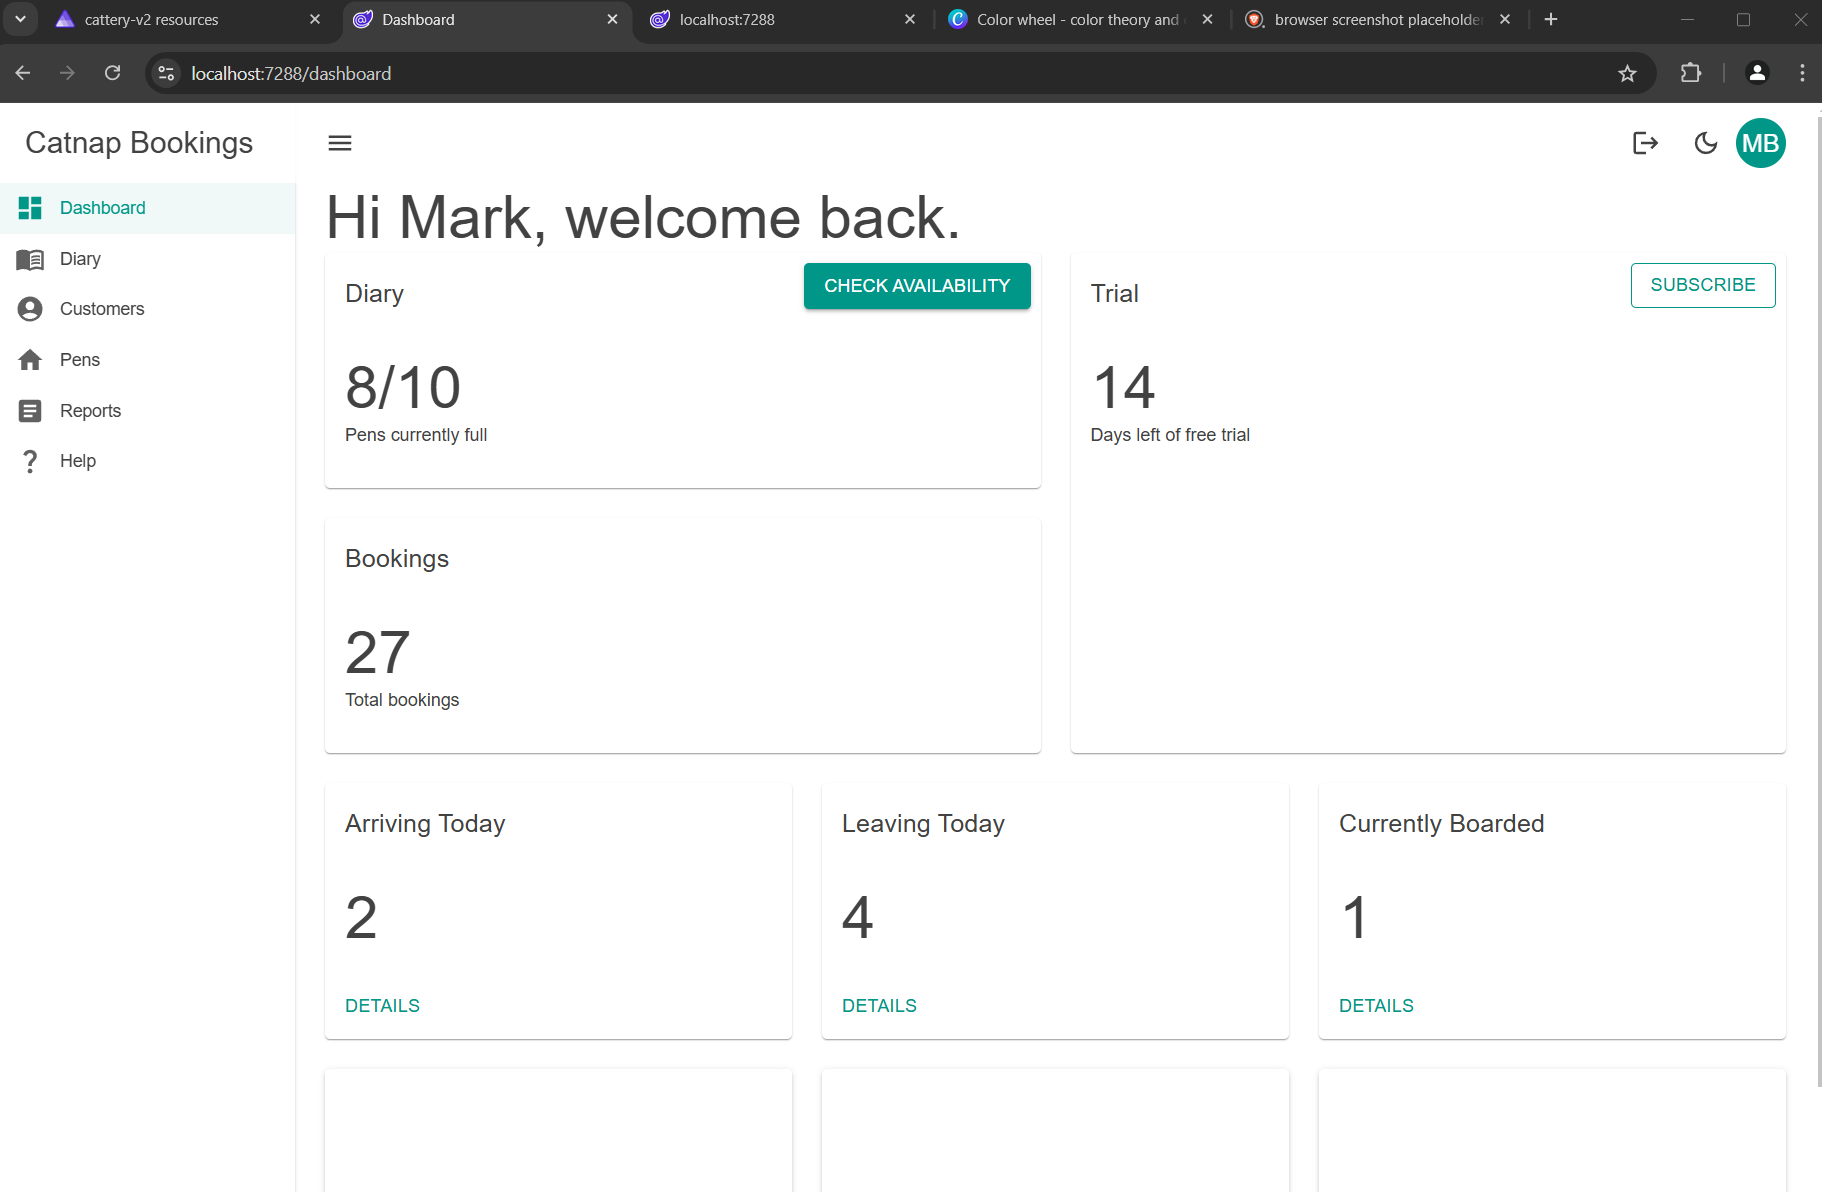 cattery-v2 resources
Dashboard
localhost:7288
Color wheel - color theory and
browser screenshot placeholder
localhost:7288/dashboard
Catnap Bookings
MB
Dashboard
Diary
Customers
Pens
Reports
Help
Hi Mark, welcome back.
Diary
CHECK AVAILABILITY
8/10
Pens currently full
Trial
SUBSCRIBE
14
Days left of free trial
Bookings
27
Total bookings
Arriving Today
2
DETAILS
Leaving Today
4
DETAILS
Currently Boarded
1
DETAILS